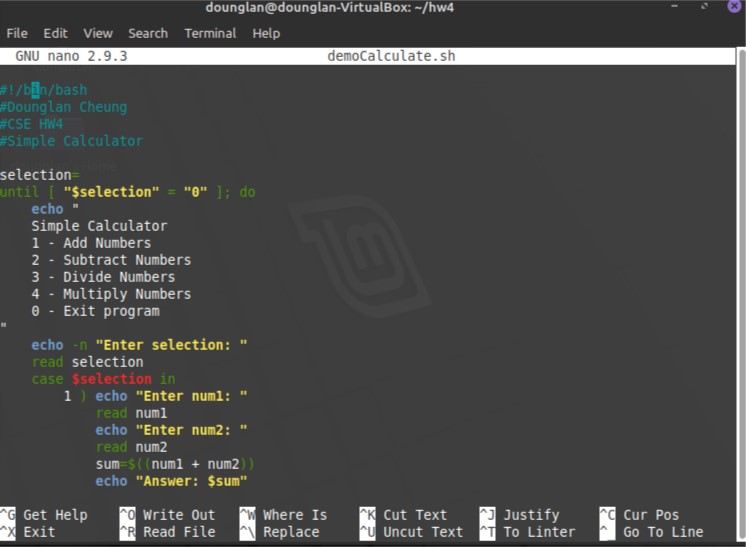 dounglan@dounglan-VirtualBox: ~/hw4
File Edit View Search Terminal Help
GNU nano 2.9.3 demoCalculate.sh
#!/bin/bash
#Dounglan Cheung
#CSE HW4
#Simple Calculator
selection=
until [ "$selection" = "0" ]; do
    echo "
    Simple Calculator
    1 - Add Numbers
    2 - Subtract Numbers
    3 - Divide Numbers
    4 - Multiply Numbers
    0 - Exit program
"
    echo -n "Enter selection: "
    read selection
    case $selection in
        1 ) echo "Enter num1: "
            read num1
            echo "Enter num2: "
            read num2
            sum=$((num1 + num2))
            echo "Answer: $sum"
^G Get Help ^O Write Out ^W Where Is ^K Cut Text ^J Justify ^C Cur Pos
^X Exit ^R Read File ^\ Replace ^U Uncut Text ^T To Linter ^_ Go To Line